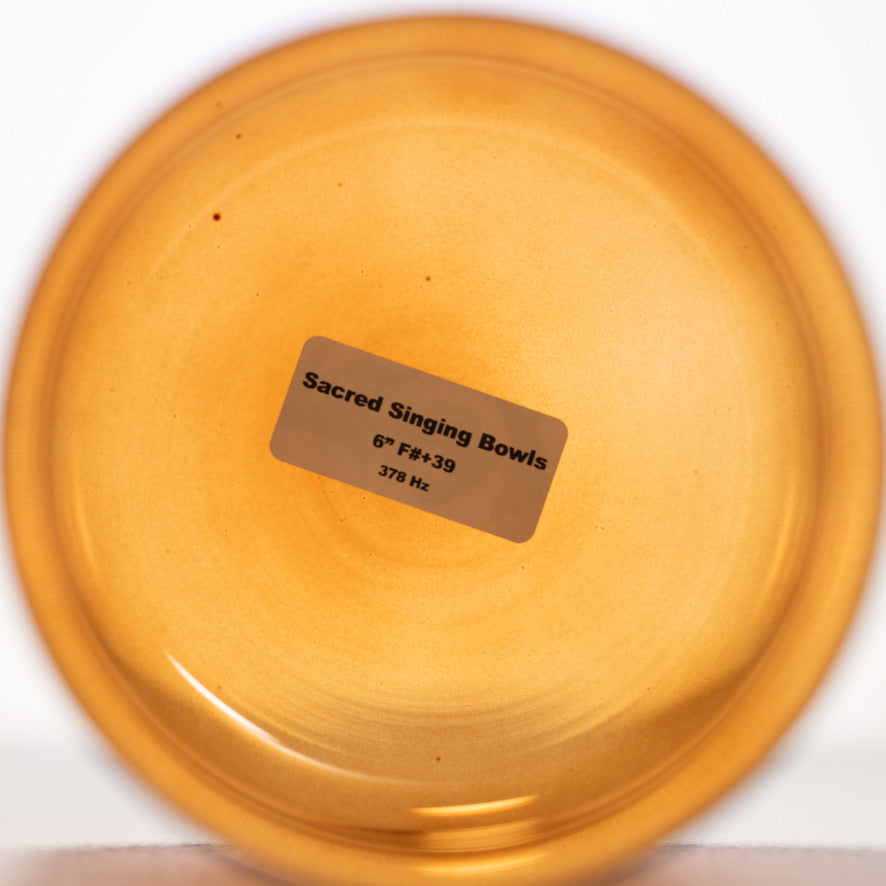 Sacred Singing Bowls
6” F#+39
378 Hz